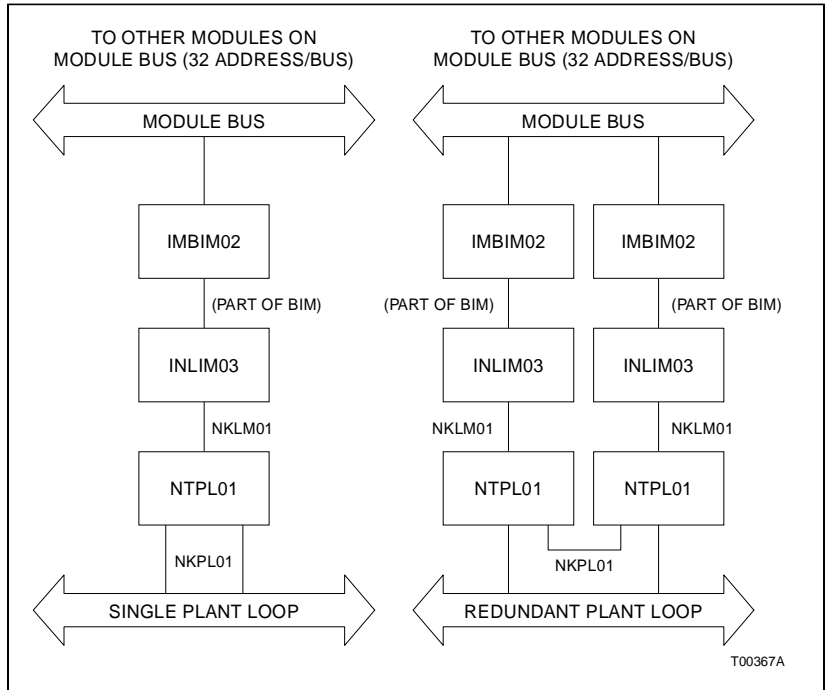 TO OTHER MODULES ON
MODULE BUS (32 ADDRESS/BUS)
MODULE BUS
IMBIM02
(PART OF BIM)
INLIM03
NKLM01
NTPL01
NKPL01
SINGLE PLANT LOOP
TO OTHER MODULES ON
MODULE BUS (32 ADDRESS/BUS)
MODULE BUS
IMBIM02
IMBIM02
(PART OF BIM)
(PART OF BIM)
INLIM03
INLIM03
NKLM01
NKLM01
NTPL01
NTPL01
NKPL01
REDUNDANT PLANT LOOP
T00367A